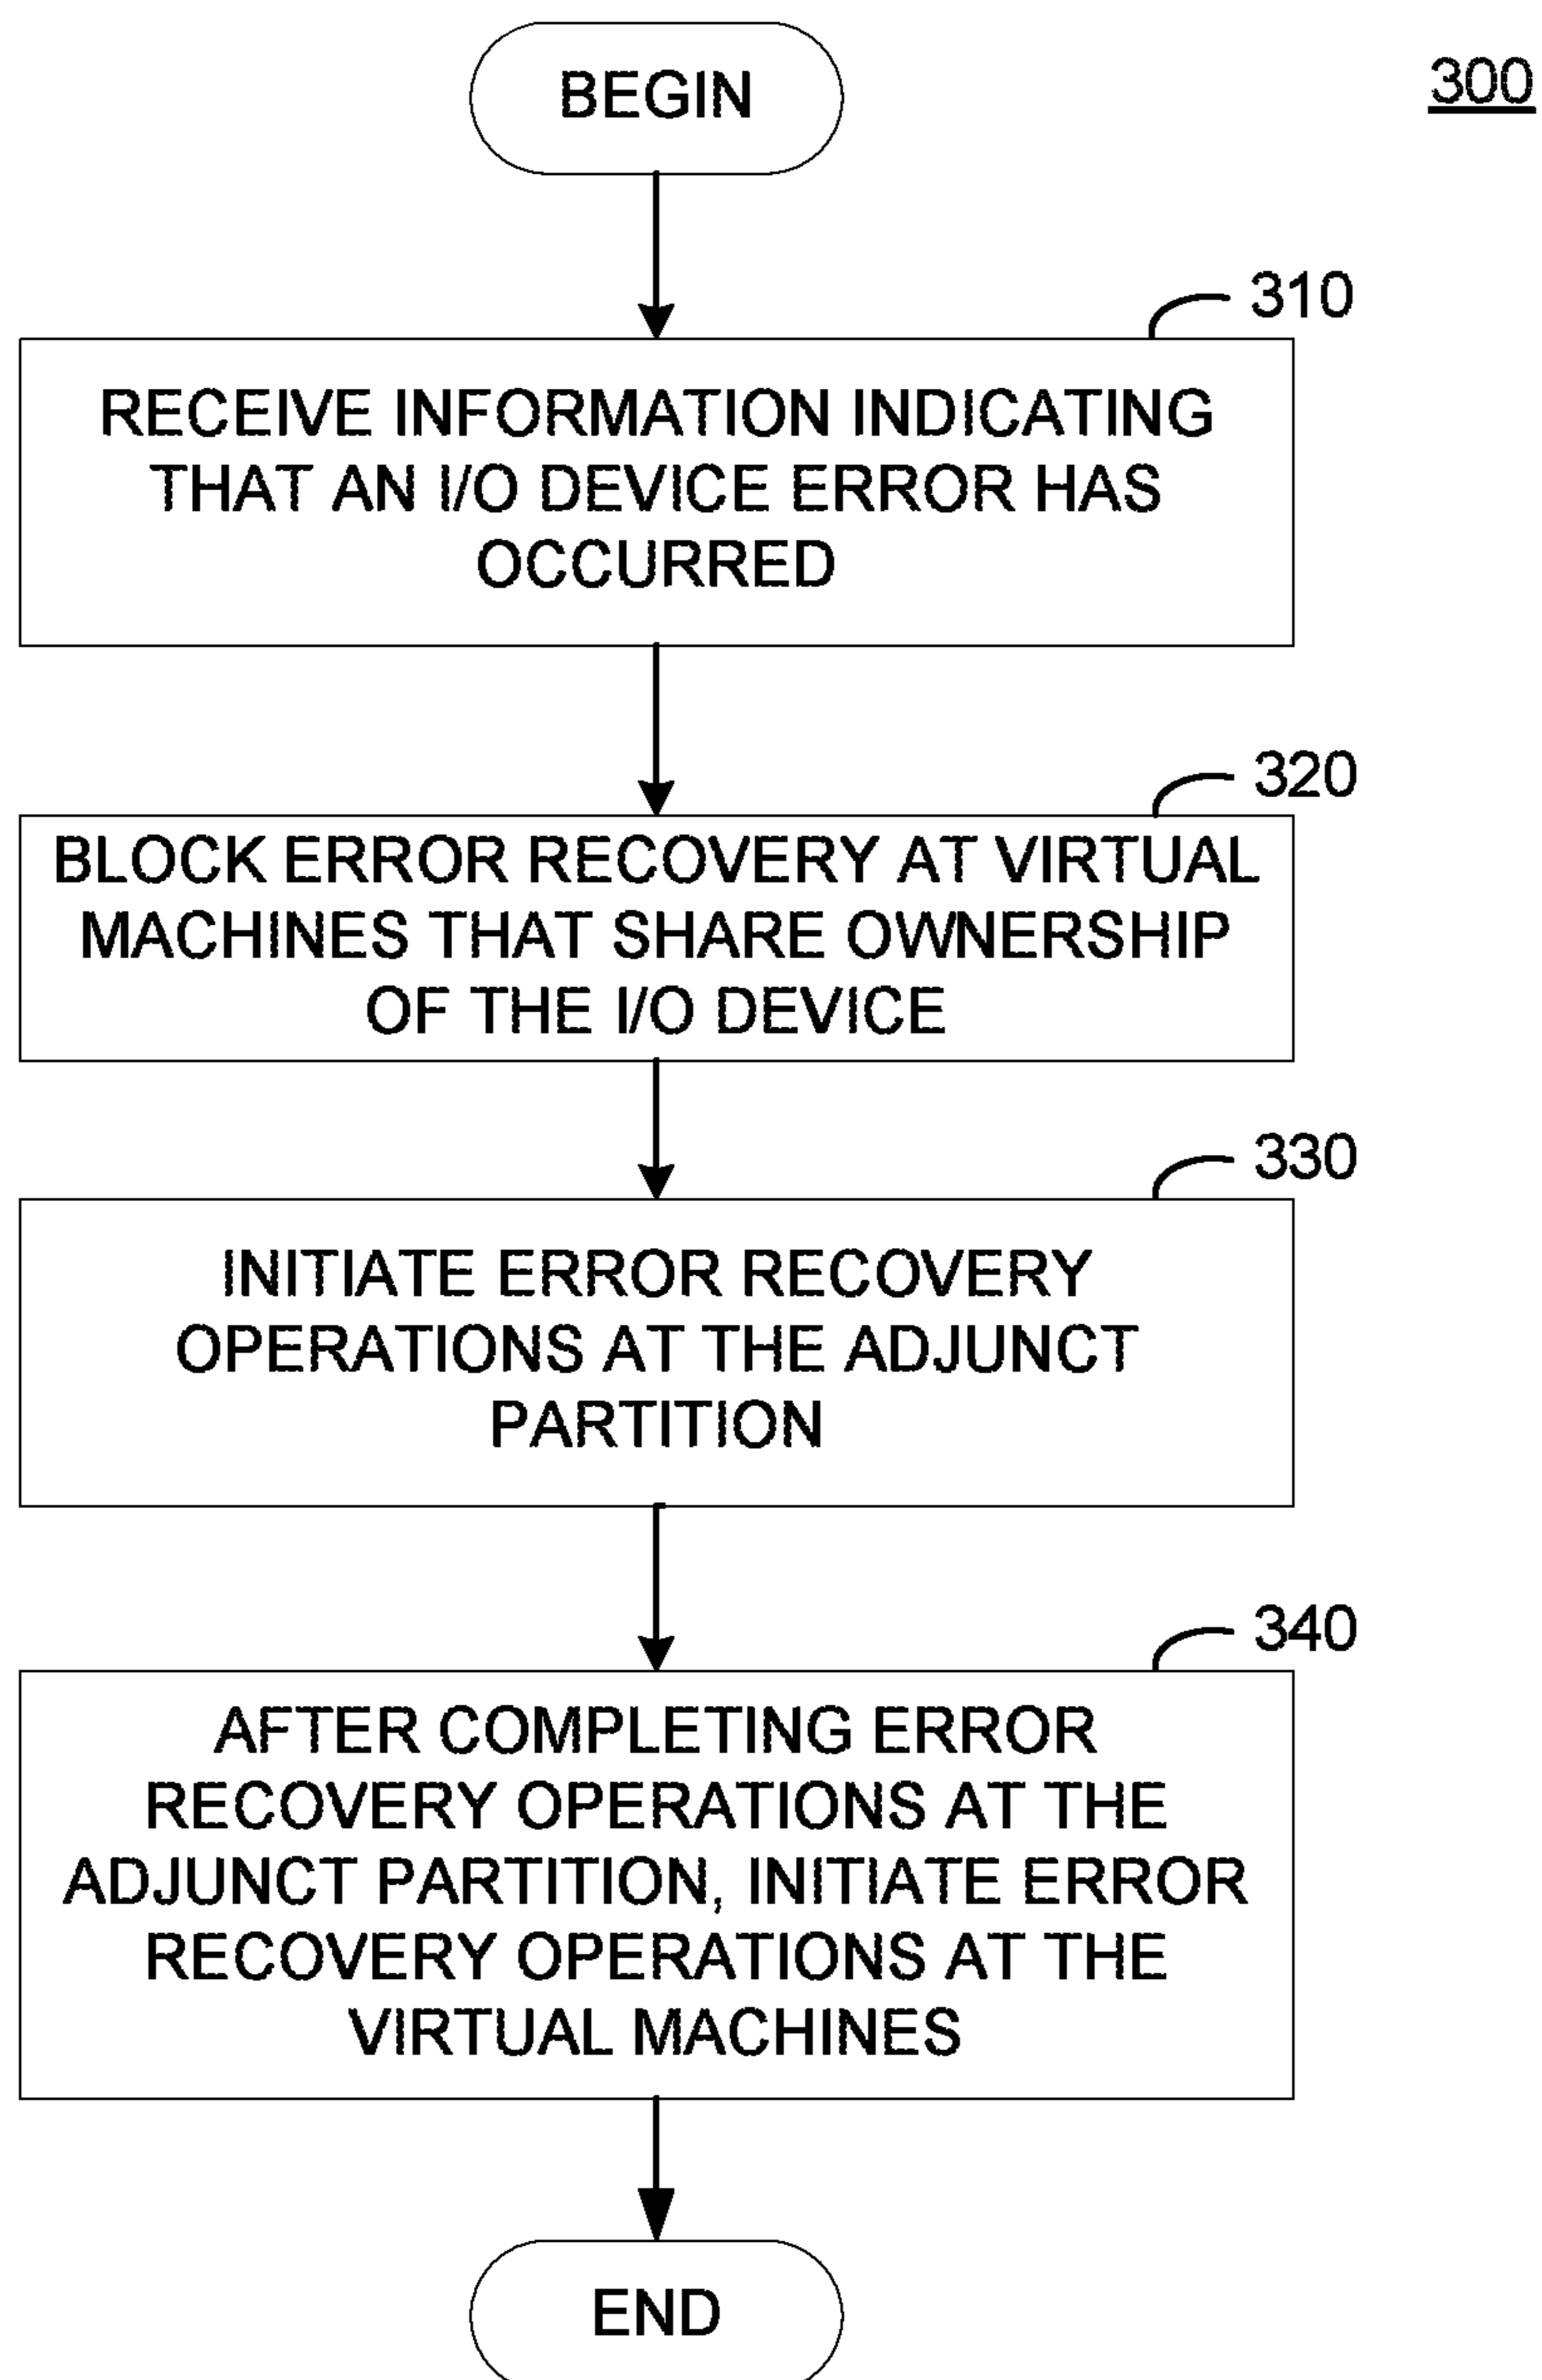 BEGIN
300
310
RECEIVE INFORMATION INDICATING
THAT AN I/O DEVICE ERROR HAS
OCCURRED
320
BLOCK ERROR RECOVERY AT VIRTUAL
MACHINES THAT SHARE OWNERSHIP
OF THE I/O DEVICE
330
INITIATE ERROR RECOVERY
OPERATIONS AT THE ADJUNCT
PARTITION
340
AFTER COMPLETING ERROR
RECOVERY OPERATIONS AT THE
ADJUNCT PARTITION, INITIATE ERROR
RECOVERY OPERATIONS AT THE
VIRTUAL MACHINES
END